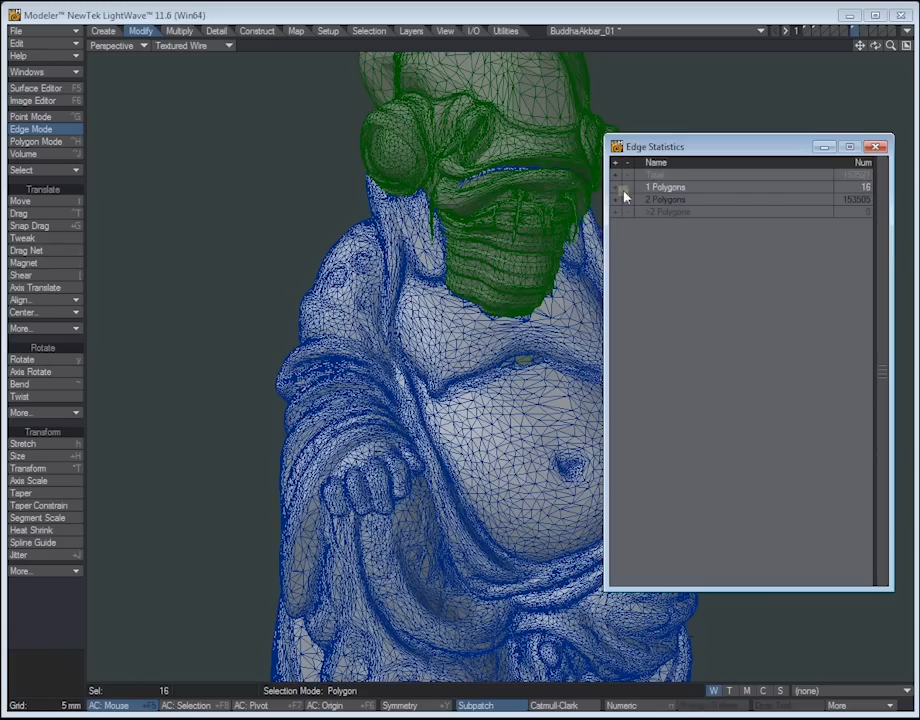 Modeler™ NewTek LightWave™ 11.6 (Win64)
File
Create Modify Multiply Detail Construct Map Setup Selection Layers View I/O Utilities BuddhaAkbar_01 * 1
Edit
Perspective Textured Wire
Help
Windows
Surface Editor F5
Image Editor F6
Point Mode ^G
Edge Mode
Polygon Mode ^H
Volume ^J
Select
Translate
Move t
Drag ^T
Snap Drag +G
Tweak
Drag Net
Magnet
Shear [
Axis Translate
Align...
Center...
More...
Rotate
Rotate y
Axis Rotate
Bend ~
Twist
More...
Transform
Stretch h
Size +H
Transform
Axis Scale
Taper
Taper Constrain
Segment Scale
Heat Shrink
Spline Guide
Jitter +J
More...
Edge Statistics
+ - Name Num
+ - Total
+ 1 Polygons 16
+ - 2 Polygons 153505
+ - >2 Polygons 0
Sel: 16 Selection Mode: Polygon W T M C S (none)
Grid: 5 mm AC: Mouse +F5 AC: Selection AC: Pivot AC: Origin Symmetry +Y Subpatch Catmull-Clark Numeric n More